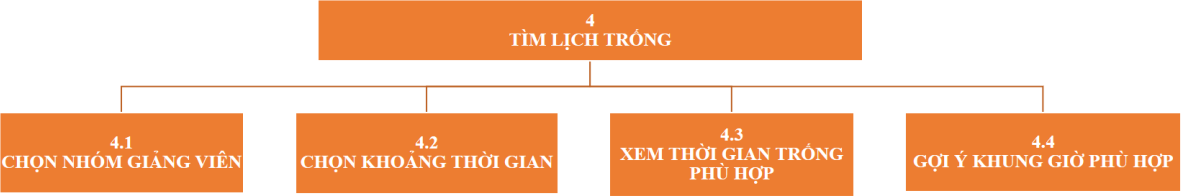 4
TÌM LỊCH TRỐNG
4.1
CHỌN NHÓM GIẢNG VIÊN
4.2
CHỌN KHOẢNG THỜI GIAN
4.3
XEM THỜI GIAN TRỐNG
PHÙ HỢP
4.4
GỢI Ý KHUNG GIỜ PHÙ HỢP